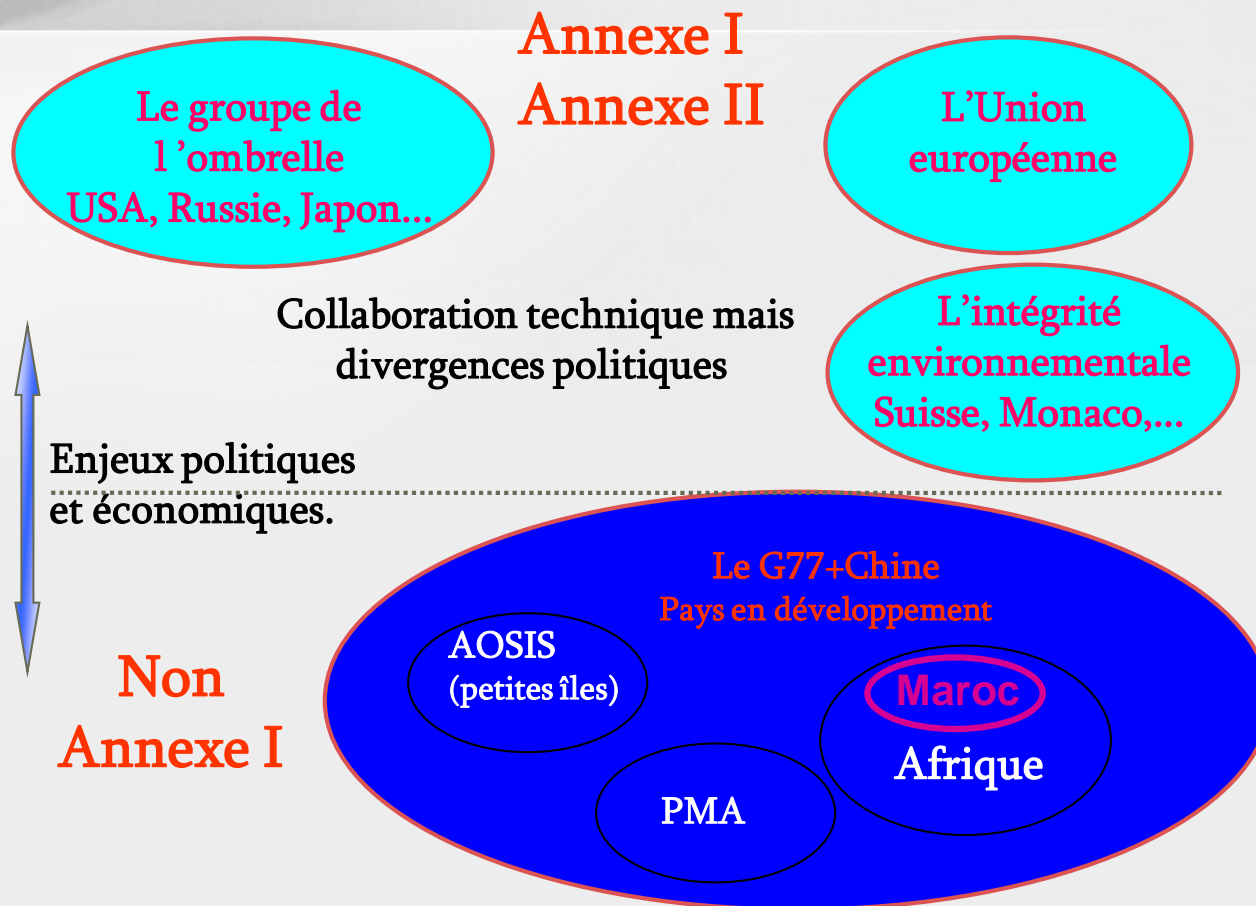 Annexe I
Annexe II
Le groupe de
l ’ombrelle
USA, Russie, Japon...
L’Union
européenne
Collaboration technique mais
divergences politiques
L’intégrité
environnementale
Suisse, Monaco,...
Enjeux politiques
et économiques.
Le G77+Chine
Pays en développement
AOSIS
(petites îles)
Maroc
Afrique
PMA
Non
Annexe I